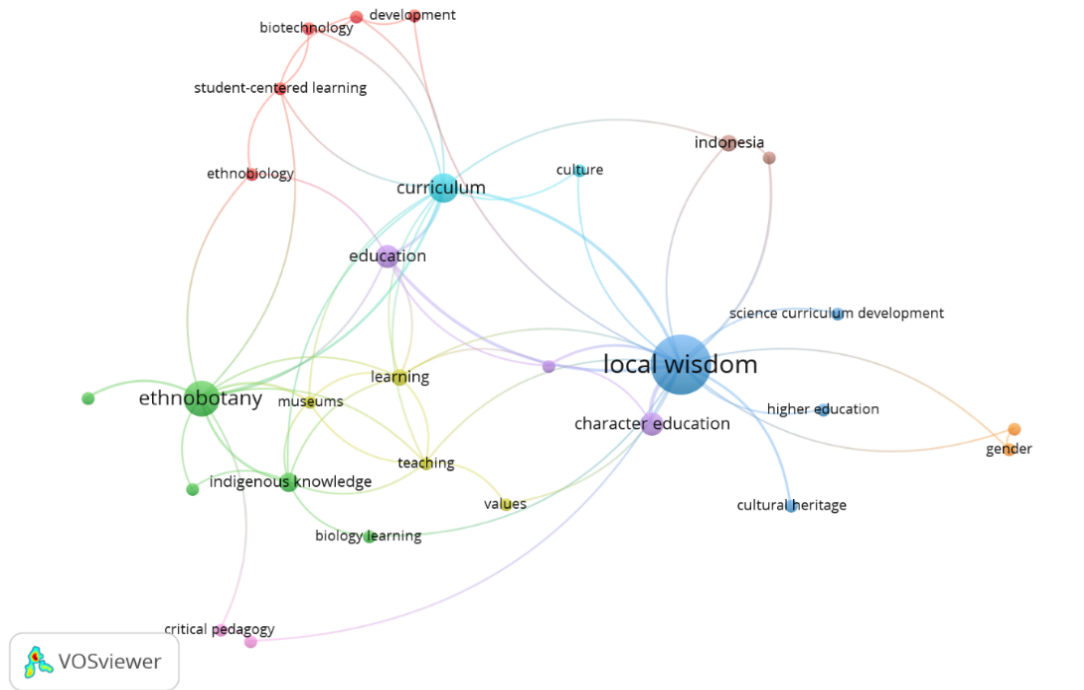 development
biotechnology
student-centered learning
indonesia
culture
ethnobiology
curriculum
education
science curriculum development
local wisdom
learning
ethnobotany
museums
higher education
character education
gender
teaching
indigenous knowledge
values
cultural heritage
biology learning
critical pedagogy
VOSviewer